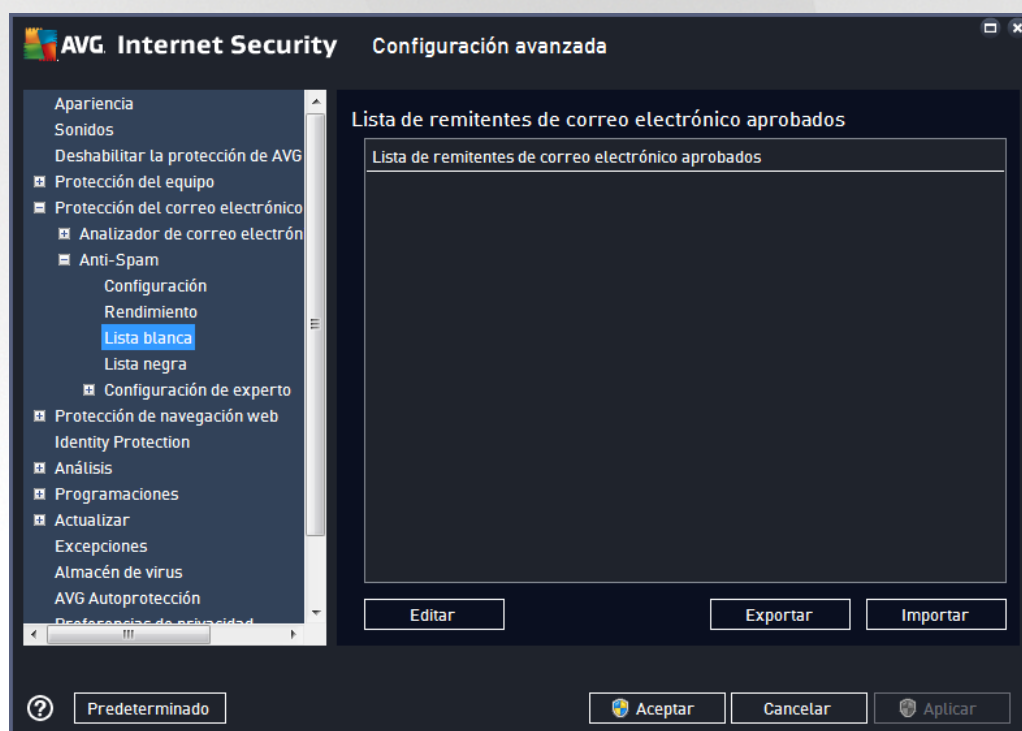 AVG Internet Security Configuración avanzada
Apariencia
Sonidos
Deshabilitar la protección de AVG
Protección del equipo
Protección del correo electrónico
Analizador de correo electrón
Anti-Spam
Configuración
Rendimiento
Lista blanca
Lista negra
Configuración de experto
Protección de navegación web
Identity Protection
Análisis
Programaciones
Actualizar
Excepciones
Almacén de virus
AVG Autoprotección
Preferencias de privacidad
Lista de remitentes de correo electrónico aprobados
Lista de remitentes de correo electrónico aprobados
Editar
Exportar
Importar
Predeterminado
Aceptar
Cancelar
Aplicar